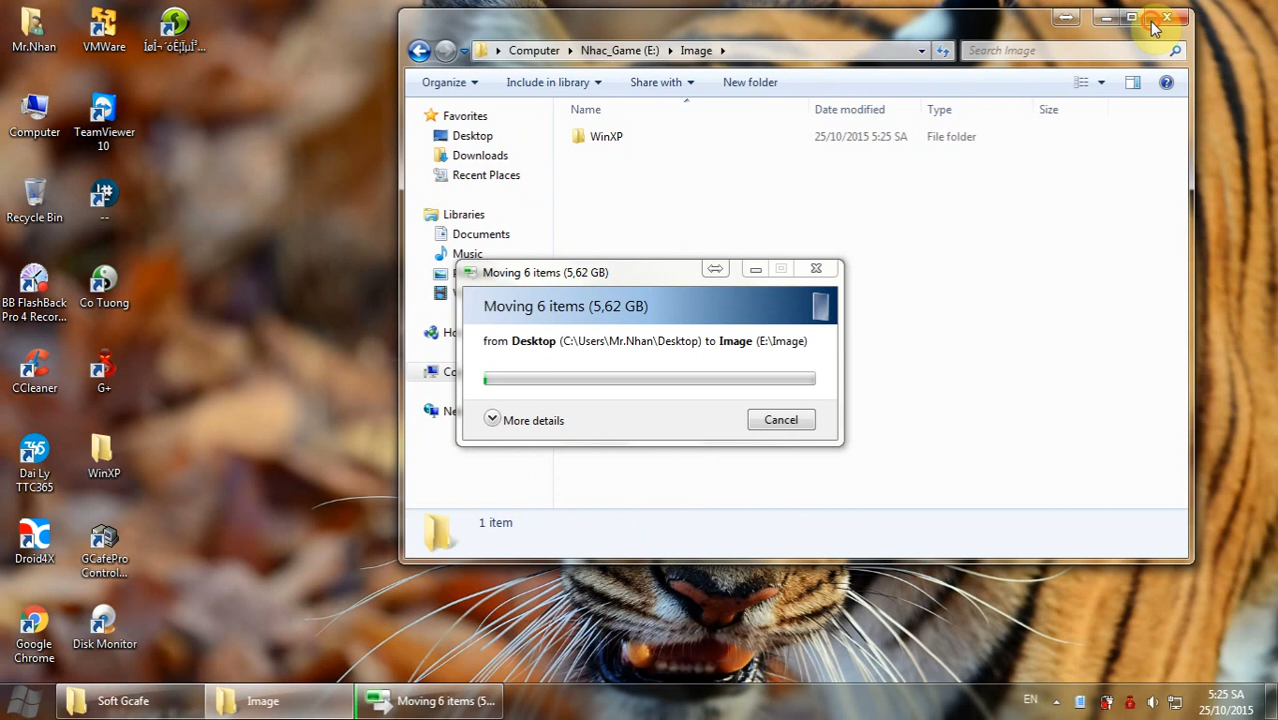 Mr.Nhan
VMWare
Computer
TeamViewer
10
Recycle Bin
--
BB FlashBack
Pro 4 Recor...
Co Tuong
CCleaner
G+
Dai Ly
TTC365
WinXP
Droid4X
GCafePro
Control...
Google
Chrome
Disk Monitor
Computer
Nhac_Game (E:)
Image
Search Image
Organize
Include in library
Share with
New folder
Name
Date modified
Type
Size
Favorites
Desktop
Downloads
Recent Places
Libraries
Documents
Music
WinXP
25/10/2015 5:25 SA
File folder
Moving 6 items (5,62 GB)
Moving 6 items (5,62 GB)
from Desktop (C:\Users\Mr.Nhan\Desktop) to Image (E:\Image)
More details
Cancel
1 item
Soft Gcafe
Image
Moving 6 items (5...
EN
5:25 SA
25/10/2015